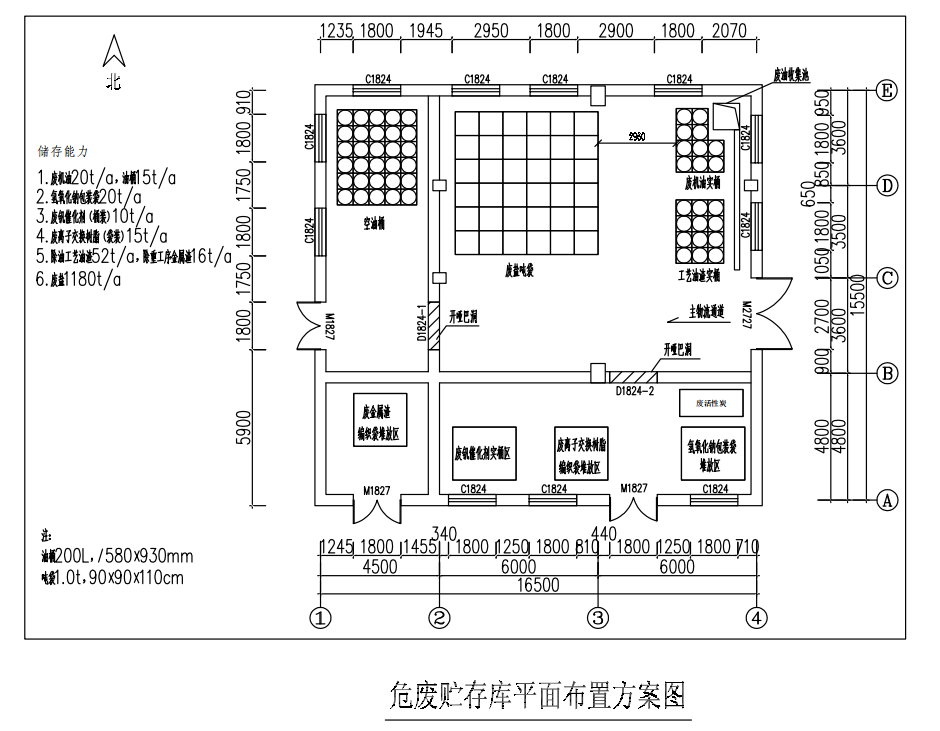 1235 1800 1945 2950 1800 2900 1800 2070
北
C1824 C1824 C1824 C1824
废油收集池
E
910
1800
1750
1800
1750
1800
5900
C1824
C1824
储存能力
1.废机油20t/a,油桶15t/a
2.氢氧化钠包装袋20t/a
3.废钒催化剂(桶装)10t/a
4.废离子交换树脂(袋装)15t/a
5.除油工艺油渣52t/a,除重工序金属渣16t/a
6.废盐1180t/a
空油桶
2980
废机油实桶
废盐吨袋
工艺油渣实桶
C1824
C1824
950
1800
850
650
1800
1050
2700
900
4800
3600
3500
3600
4800
15500
D
C
B
A
M1827
D1824-1
开哑巴洞
主物流通道
M2727
开哑巴洞
D1824-2
废金属渣
编织袋堆放区
废活性炭
废钒催化剂实桶区
废离子交换树脂
编织袋堆放区
氢氧化钠包装袋
堆放区
M1827 C1824 C1824 M1827 C1824
注:
油桶200L,/580x930mm
吨袋1.0t,90x90x110cm
340 440
1245 1800 1455 1800 1250 1800 810 1800 1250 1800 710
4500 6000 6000
16500
1 2 3 4
危废贮存库平面布置方案图